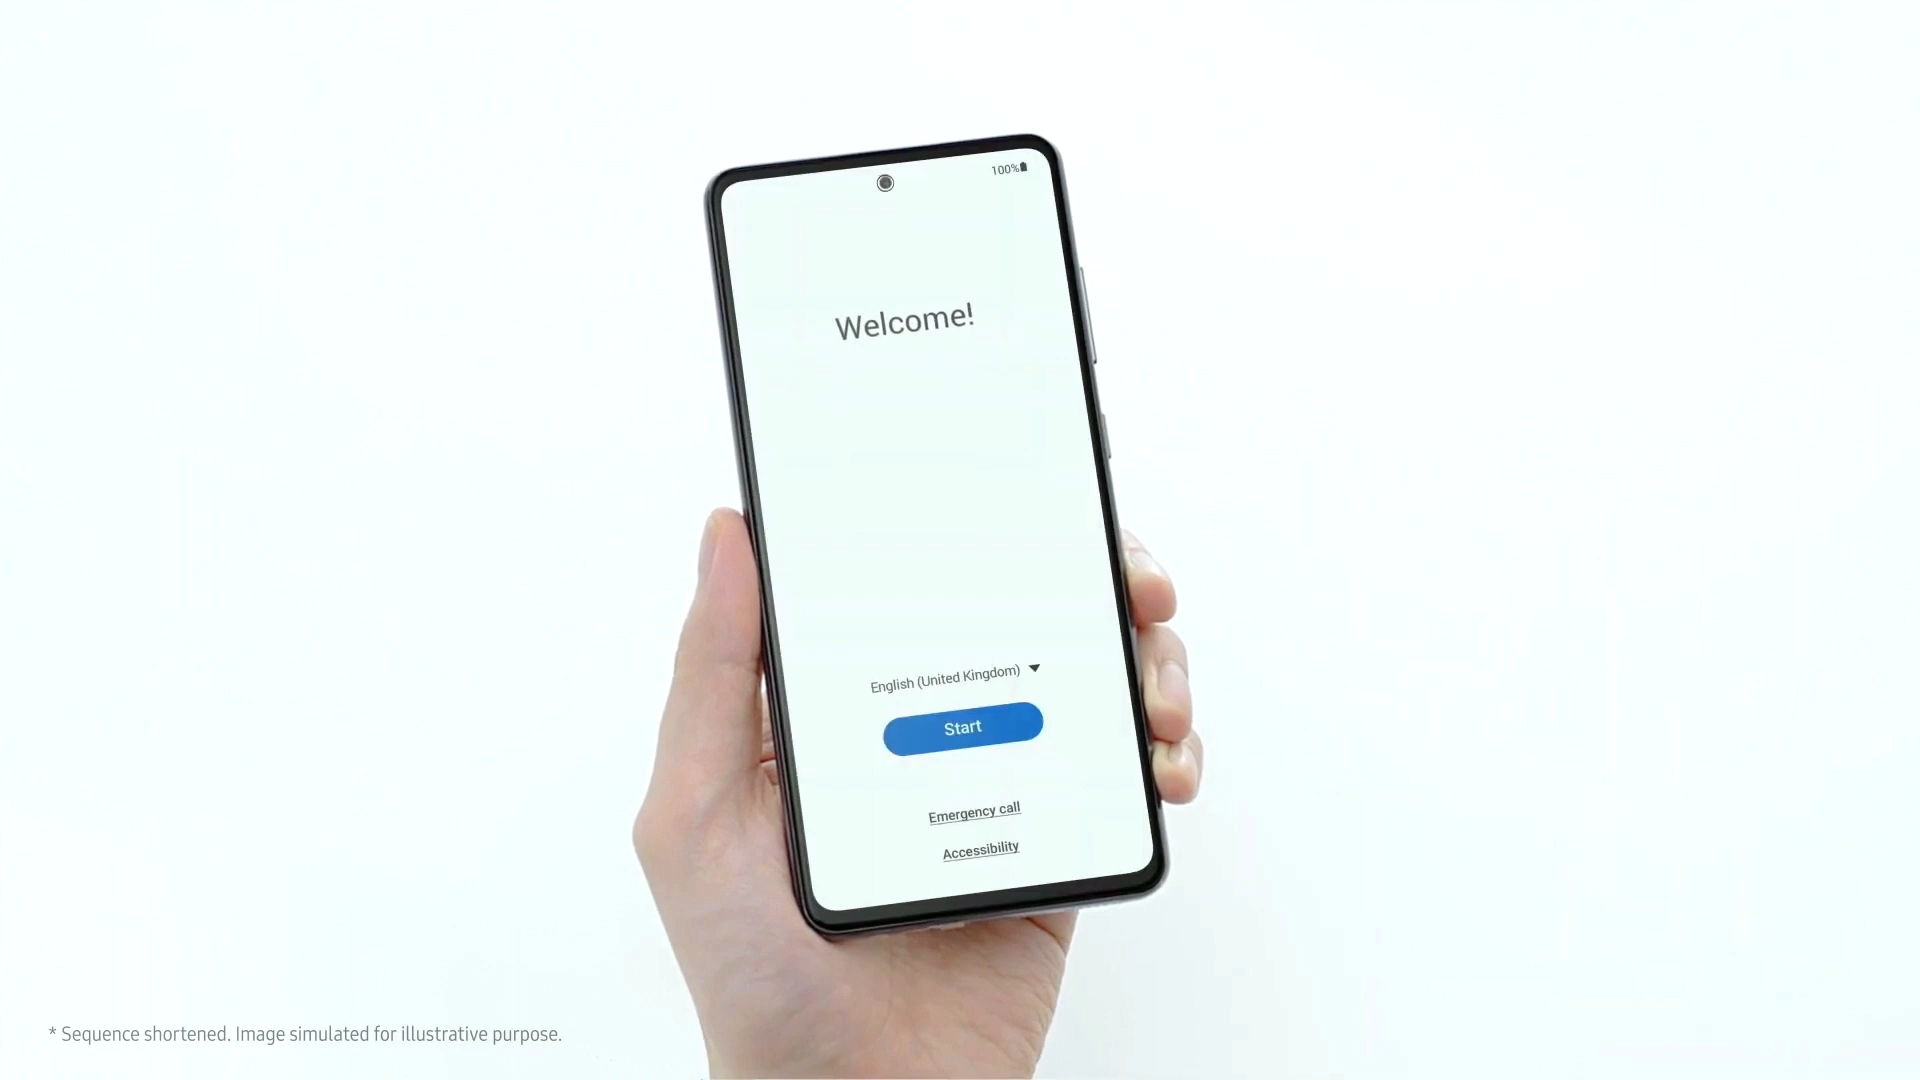 100%
Welcome!
English (United Kingdom)
Start
Emergency call
Accessibility
* Sequence shortened. Image simulated for illustrative purpose.